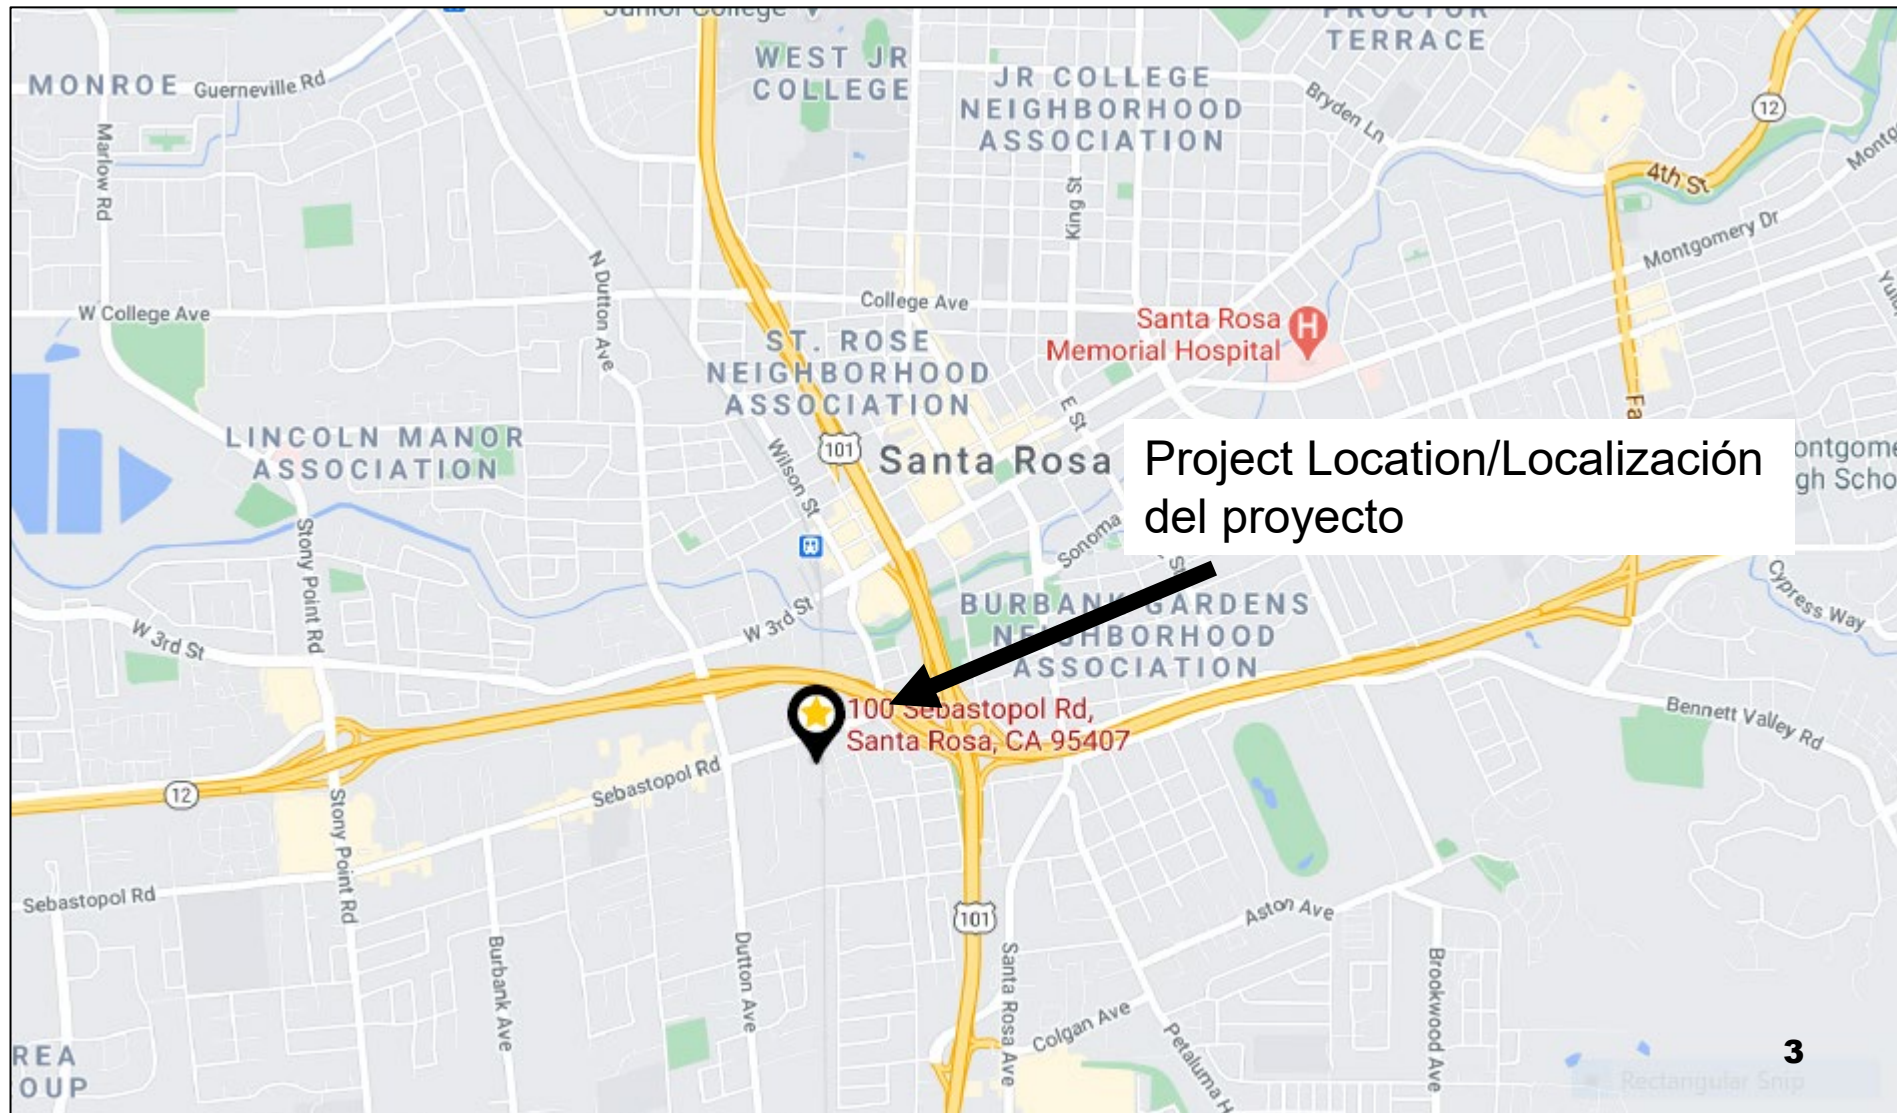 Junior College
PROCTOR
TERRACE
WEST JR
COLLEGE
JR COLLEGE
NEIGHBORHOOD
ASSOCIATION
MONROE
Guerneville Rd
Bryden Ln
12
Marlow Rd
4th St
King St
Montgomery Dr
N Dutton Ave
W College Ave
College Ave
Santa Rosa
Memorial Hospital
H
ST. ROSE
NEIGHBORHOOD
ASSOCIATION
E St
LINCOLN MANOR
ASSOCIATION
101
Wilson St
Santa Rosa
Project Location/Localización
del proyecto
Sonoma
St
Stony Point Rd
Cypress Way
BURBANK GARDENS
NEIGHBORHOOD
ASSOCIATION
W 3rd St
W 3rd St
100 Sebastopol Rd,
Santa Rosa, CA 95407
Bennett Valley Rd
12
Sebastopol Rd
Stony Point Rd
Sebastopol Rd
101
Aston Ave
Burbank Ave
Dutton Ave
Santa Rosa Ave
Brookwood Ave
Colgan Ave
Petaluma H
3
Rectangular Snip